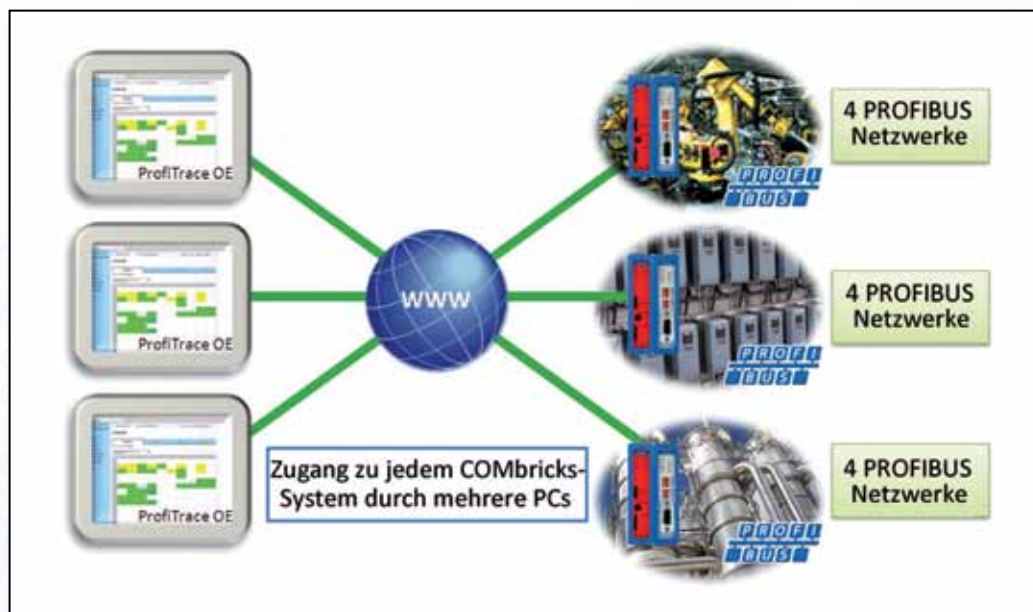 ProfiTrace OE
PROFI
BUS
4 PROFIBUS
Netzwerke
ProfiTrace OE
www
PROFI
BUS
4 PROFIBUS
Netzwerke
ProfiTrace OE
Zugang zu jedem COMbricks-
System durch mehrere PCs
PROFI
BUS
4 PROFIBUS
Netzwerke